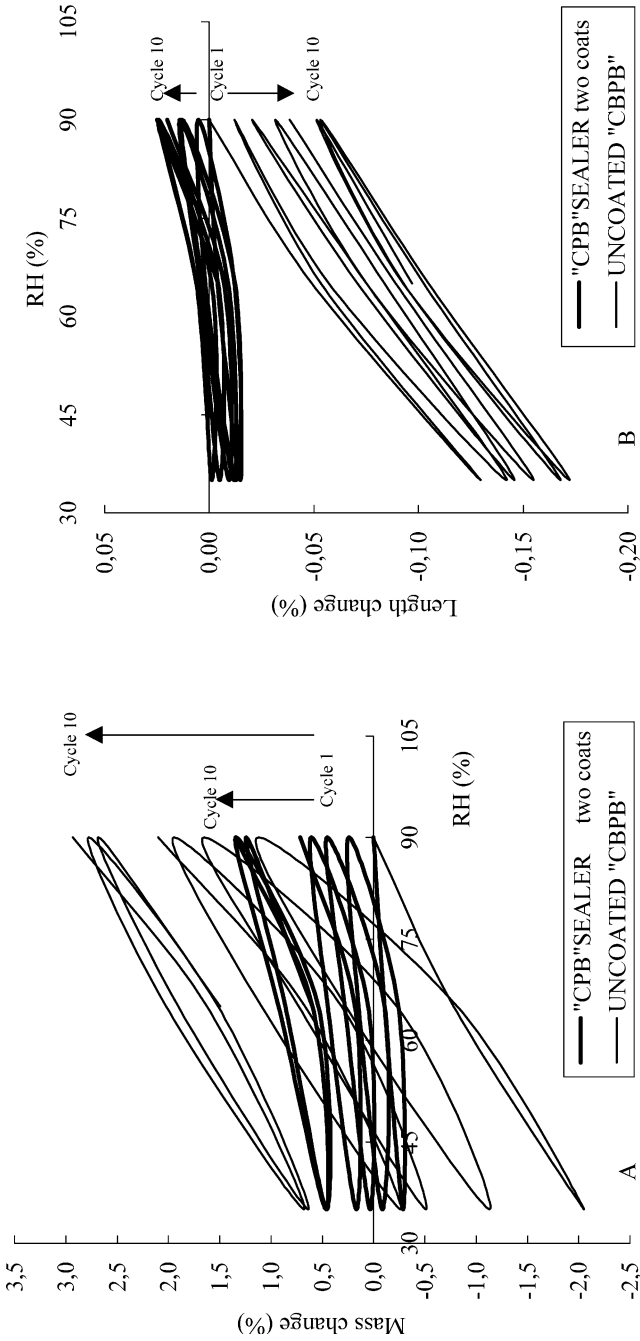 3,5
3,0
2,5
2,0
1,5
1,0
0,5
0,0
-0,5
-1,0
-1,5
-2,0
-2,5
Mass change (%)
30
45
60
75
90
105
RH (%)
Cycle 10
Cycle 10
Cycle 1
"CPB"SEALER two coats
UNCOATED "CBPB"
A
0,05
0,00
-0,05
-0,10
-0,15
-0,20
Length change (%)
30
45
60
75
90
105
RH (%)
Cycle 10
Cycle 1
Cycle 10
"CPB"SEALER two coats
UNCOATED "CBPB"
B